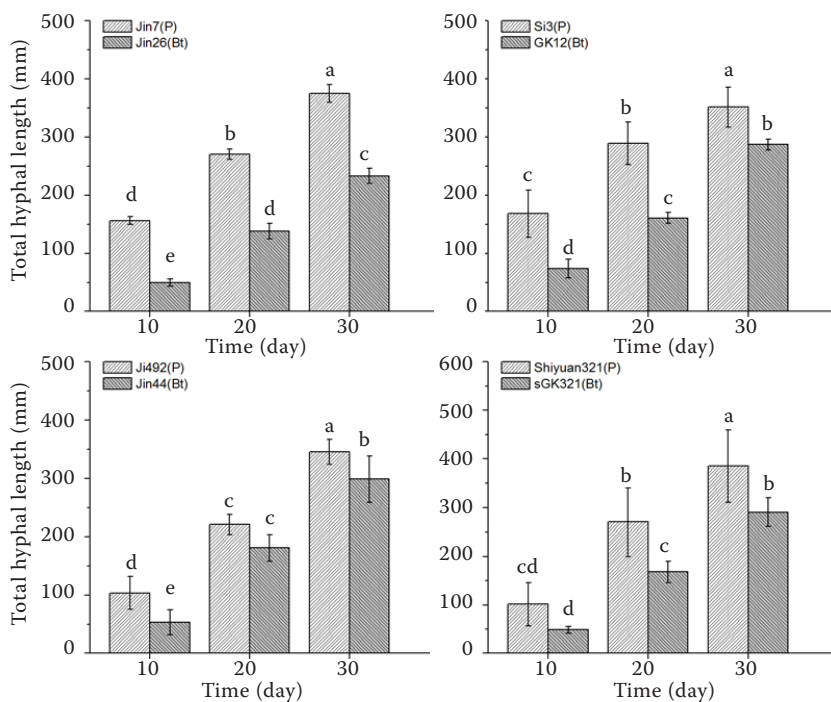 Total hyphal length (mm)
500
400
300
200
100
0
Jin7(P)
Jin26(Bt)
d
e
b
d
a
c
10
20
30
Time (day)
500
400
300
200
100
0
Si3(P)
GK12(Bt)
c
d
b
c
a
b
10
20
30
Time (day)
Total hyphal length (mm)
500
400
300
200
100
0
Ji492(P)
Jin44(Bt)
d
e
c
c
a
b
10
20
30
Time (day)
600
500
400
300
200
100
0
Shiyuan321(P)
sGK321(Bt)
cd
d
b
c
a
b
10
20
30
Time (day)